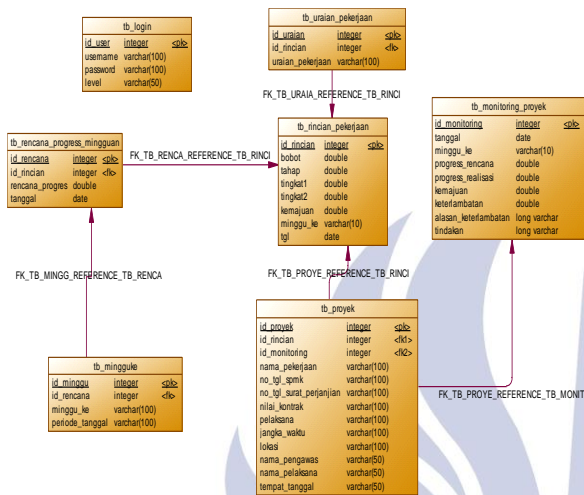 tb_login
id_user integer <pk>
username varchar(100)
password varchar(100)
level varchar(50)
tb_uraian_pekerjaan
id_uraian integer <pk>
id_rincian integer <fk>
uraian_pekerjaan varchar(100)
FK_TB_URAIA_REFERENCE_TB_RINCI
tb_rencana_progress_mingguan
id_rencana integer <pk>
id_rincian integer <fk>
rencana_progres double
tanggal date
FK_TB_RENCA_REFERENCE_TB_RINCI
tb_rincian_pekerjaan
id_rincian integer <pk>
bobot double
tahap double
tingkat1 double
tingkat2 double
kemajuan double
minggu_ke varchar(10)
tgl date
tb_monitoring_proyek
id_monitoring integer <pk>
tanggal date
minggu_ke varchar(10)
progress_rencana double
progress_realisasi double
kemajuan double
keterlambatan double
alasan_keterlambatan long varchar
tindakan long varchar
FK_TB_MINGG_REFERENCE_TB_RENCA
FK_TB_PROYE_REFERENCE_TB_RINCI
tb_mingguke
id_minggu integer <pk>
id_rencana integer <fk>
minggu_ke varchar(100)
periode_tanggal varchar(100)
tb_proyek
id_proyek integer <pk>
id_rincian integer <fk1>
id_monitoring integer <fk2>
nama_pekerjaan varchar(100)
no_tgl_spmk varchar(100)
no_tgl_surat_perjanjian varchar(100)
nilai_kontrak varchar(100)
pelaksana varchar(100)
jangka_waktu varchar(100)
lokasi varchar(100)
nama_pengawas varchar(50)
nama_pelaksana varchar(50)
tempat_tanggal varchar(50)
FK_TB_PROYE_REFERENCE_TB_MONIT